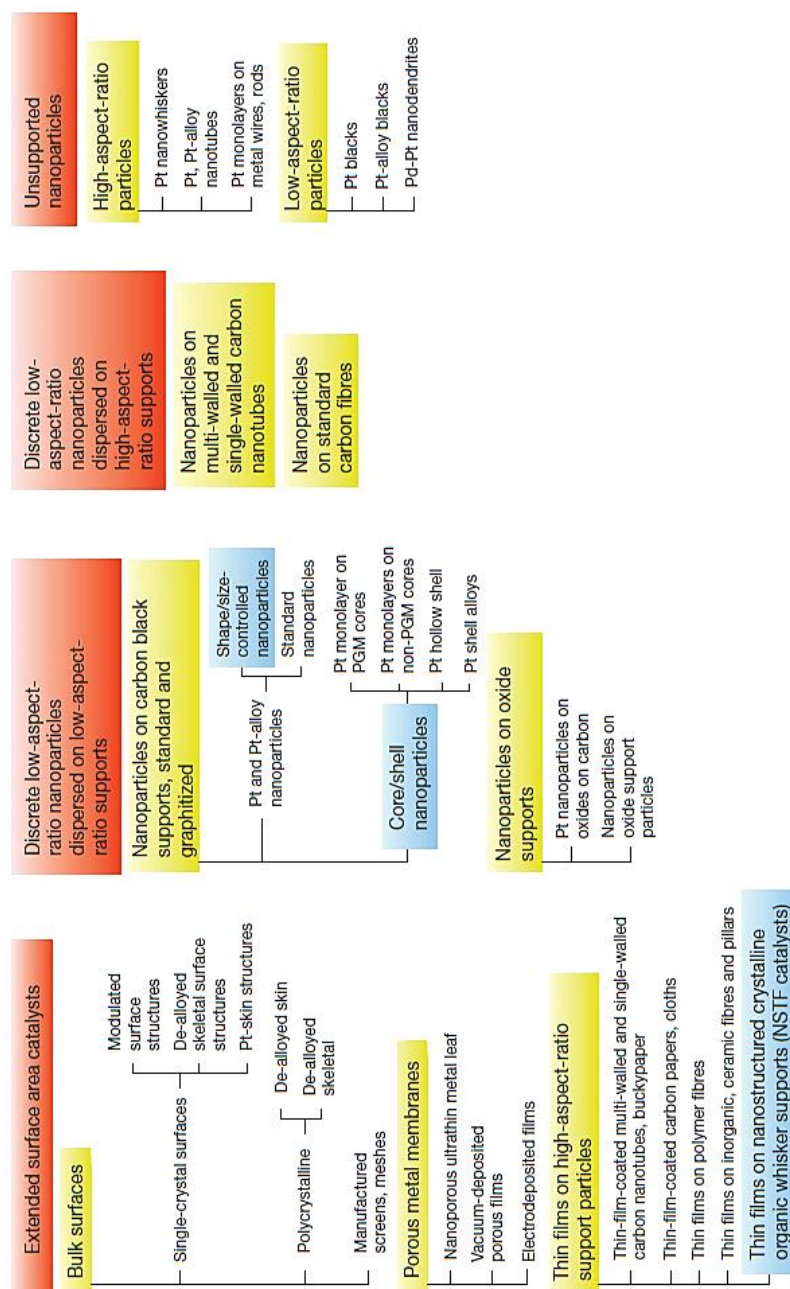 Extended surface area catalysts
Bulk surfaces
Single-crystal surfaces
Modulated
surface
structures
De-alloyed
skeletal surface
structures
Pt-skin structures
Polycrystalline
De-alloyed skin
De-alloyed
skeletal
Manufactured
screens, meshes
Porous metal membranes
Nanoporous ultrathin metal leaf
Vacuum-deposited
porous films
Electrodeposited films
Thin films on high-aspect-ratio
support particles
Thin-film-coated multi-walled and single-walled
carbon nanotubes, buckypaper
Thin-film-coated carbon papers, cloths
Thin films on polymer fibres
Thin films on inorganic, ceramic fibres and pillars
Thin films on nanostructured crystalline
organic whisker supports (NSTF catalysts)
Discrete low-aspect-
ratio nanoparticles
dispersed on low-aspect-
ratio supports
Nanoparticles on carbon black
supports, standard and
graphitized
Pt and Pt-alloy
nanoparticles
Shape/size-
controlled
nanoparticles
Standard
nanoparticles
Core/shell
nanoparticles
Pt monolayer on
PGM cores
Pt monolayers on
non-PGM cores
Pt hollow shell
Pt shell alloys
Nanoparticles on oxide
supports
Pt nanoparticles on
oxides on carbon
Nanoparticles on
oxide support
particles
Discrete low-
aspect-ratio
nanoparticles
dispersed on
high-aspect-
ratio supports
Nanoparticles on
multi-walled and
single-walled carbon
nanotubes
Nanoparticles
on standard
carbon fibres
Unsupported
nanoparticles
High-aspect-ratio
particles
Pt nanowhiskers
Pt, Pt-alloy
nanotubes
Pt monolayers on
metal wires, rods
Low-aspect-ratio
particles
Pt blacks
Pt-alloy blacks
Pd-Pt nanodendrites